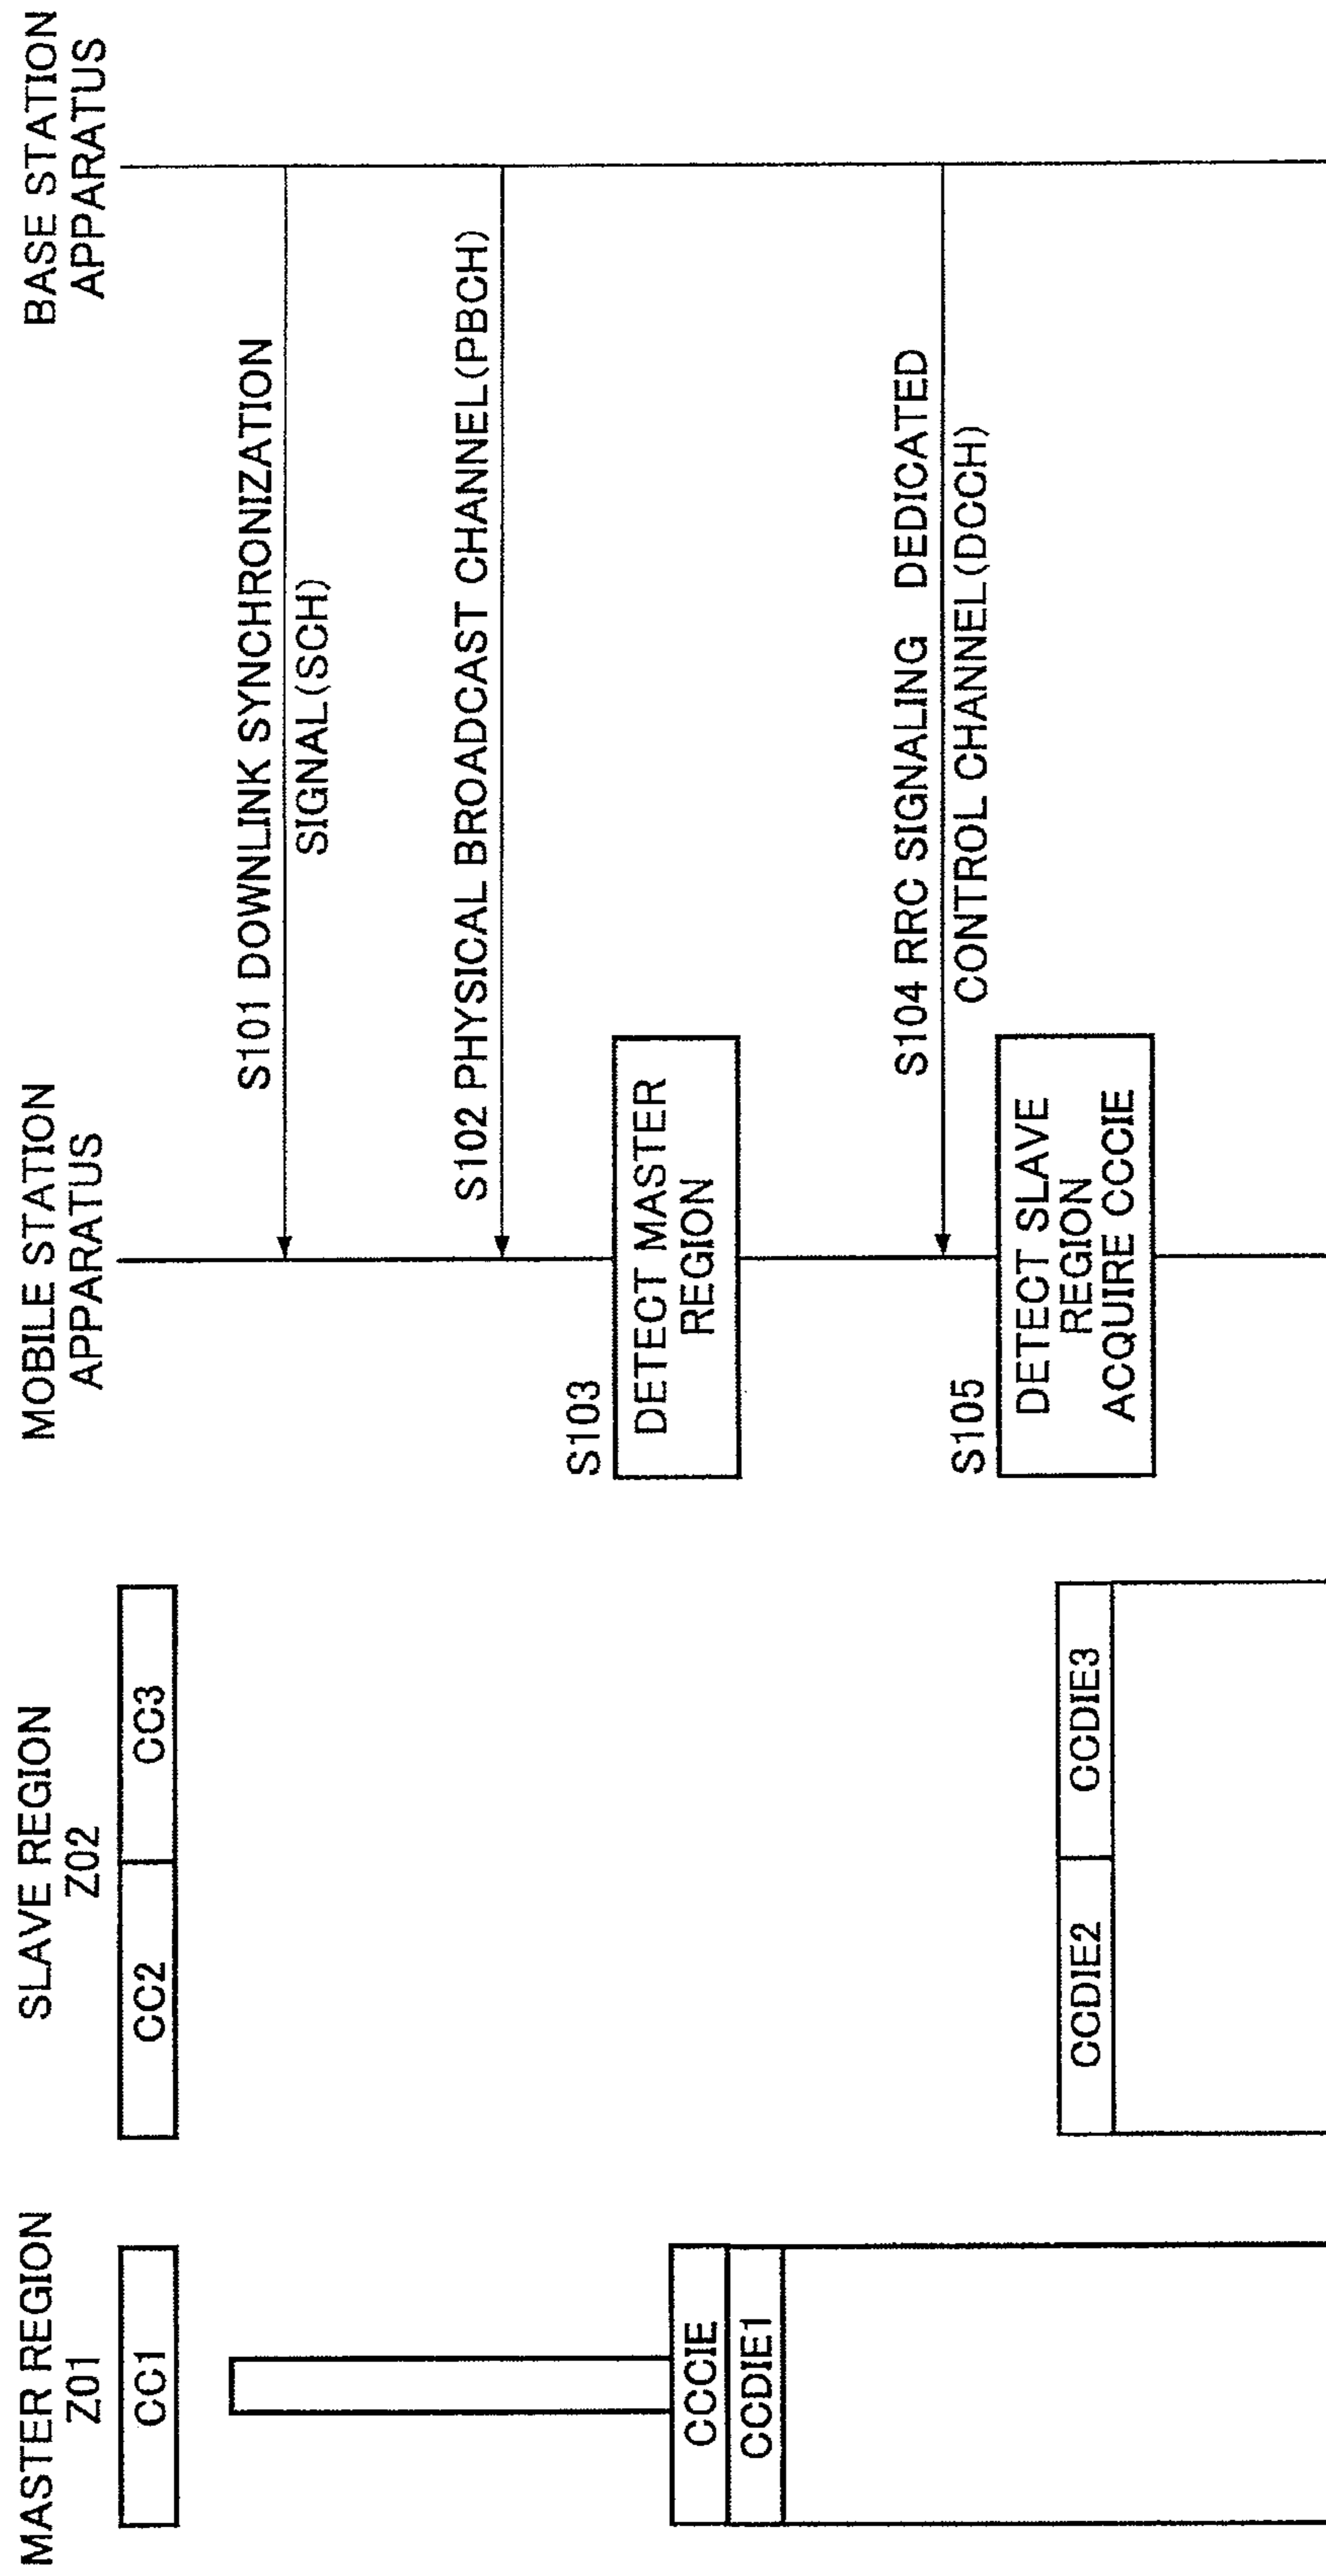 MASTER REGION
Z01
SLAVE REGION
Z02
MOBILE STATION
APPARATUS
BASE STATION
APPARATUS
CC1
CC2
CC3
S101 DOWNLINK SYNCHRONIZATION
SIGNAL(SCH)
S102 PHYSICAL BROADCAST CHANNEL(PBCH)
S103
DETECT MASTER
REGION
CCCIE
CCDIE1
S104 RRC SIGNALING DEDICATED
CONTROL CHANNEL(DCCH)
S105
DETECT SLAVE
REGION
ACQUIRE CCCIE
CCDIE2
CCDIE3